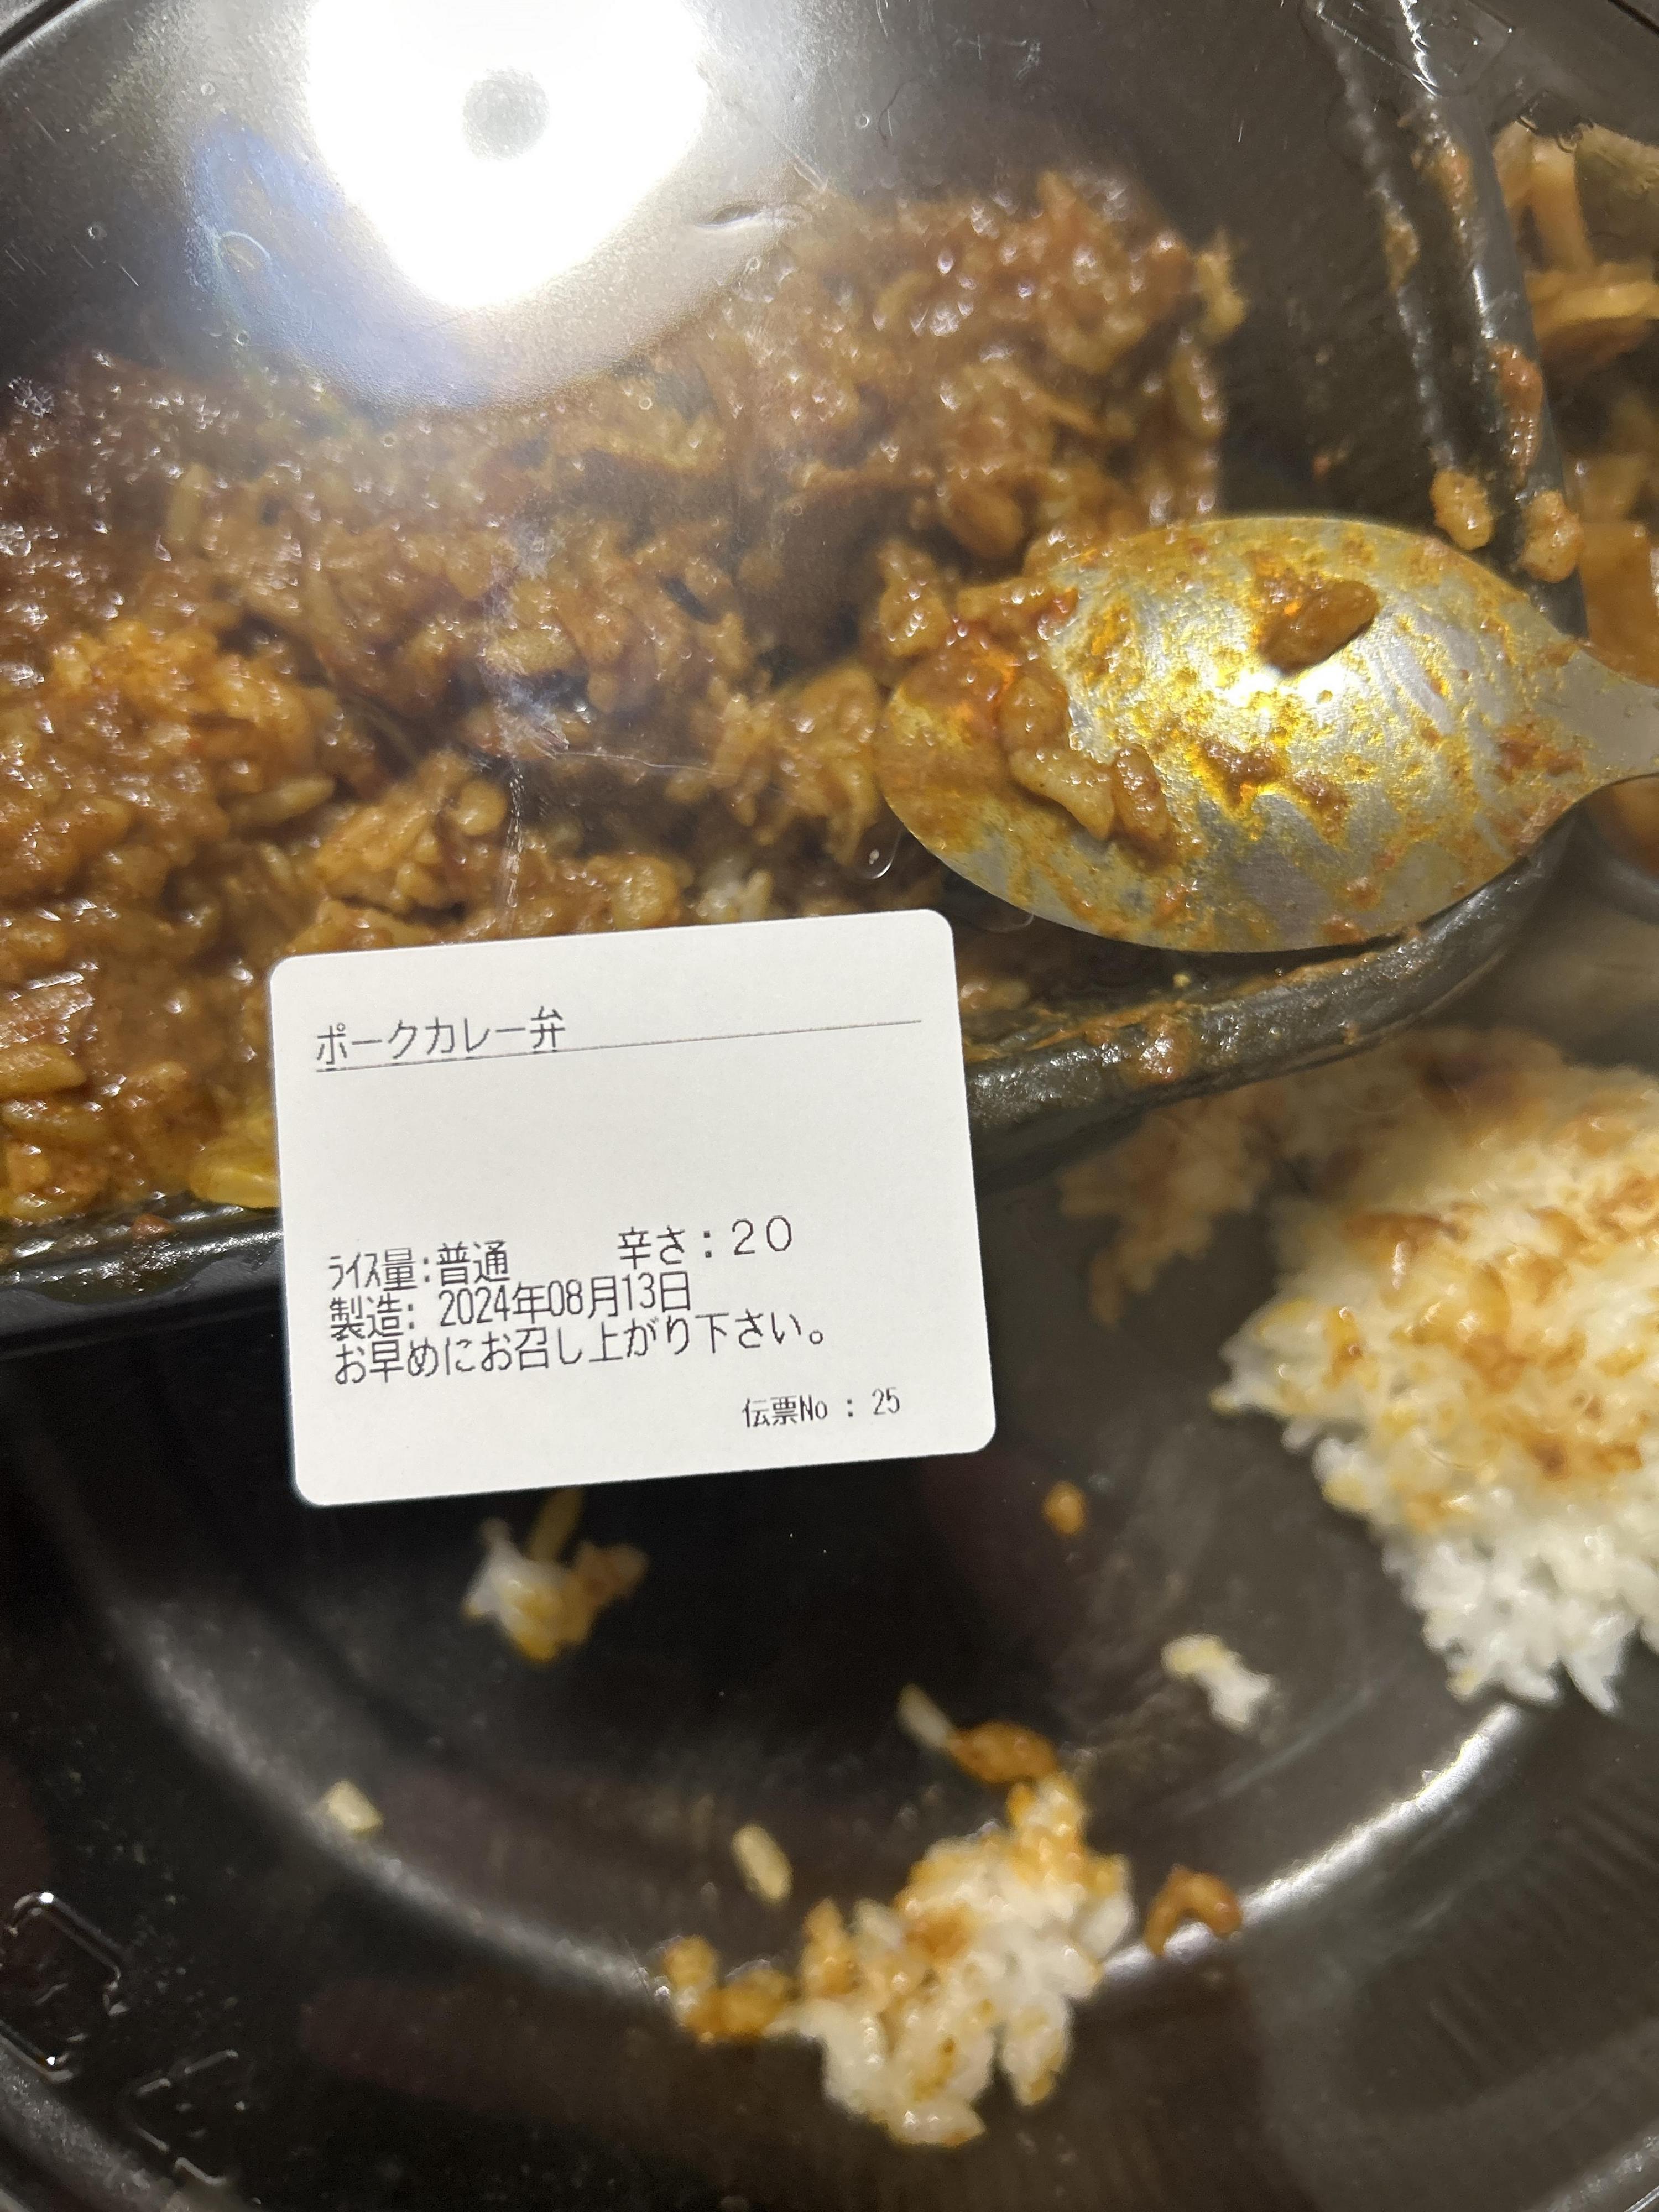 ポークカレー弁
ﾗｲｽ量:普通 辛さ:２０
製造: 2024年08月13日
お早めにお召し上がり下さい。
伝票No : 25